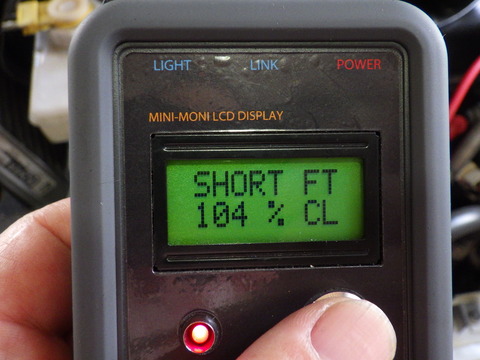 LIGHT LINK POWER
MINI-MONI LCD DISPLAY
SHORT FT
104 % CL